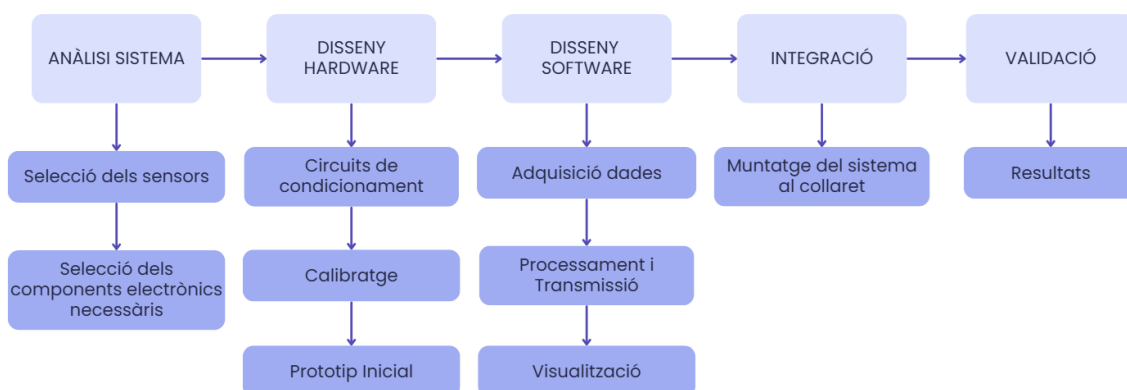 ANÀLISI SISTEMA
DISSENY
HARDWARE
DISSENY
SOFTWARE
INTEGRACIÓ
VALIDACIÓ
Selecció dels sensors
Circuits de
condicionament
Adquisició dades
Muntatge del sistema
al collaret
Resultats
Selecció dels
components electrònics
necessàris
Calibratge
Processament i
Transmissió
Prototip Inicial
Visualització